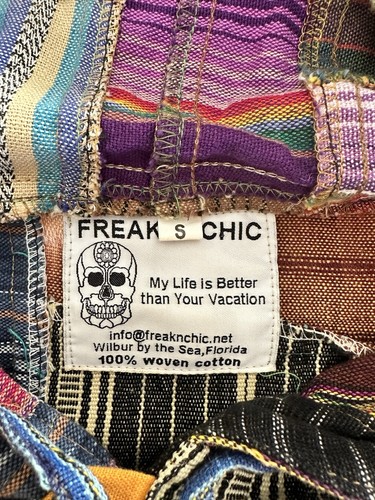 FREAK S CHIC
My Life is Better
than Your Vacation
info@freaknchic.net
Wilbur by the Sea,Florida
100% woven cotton